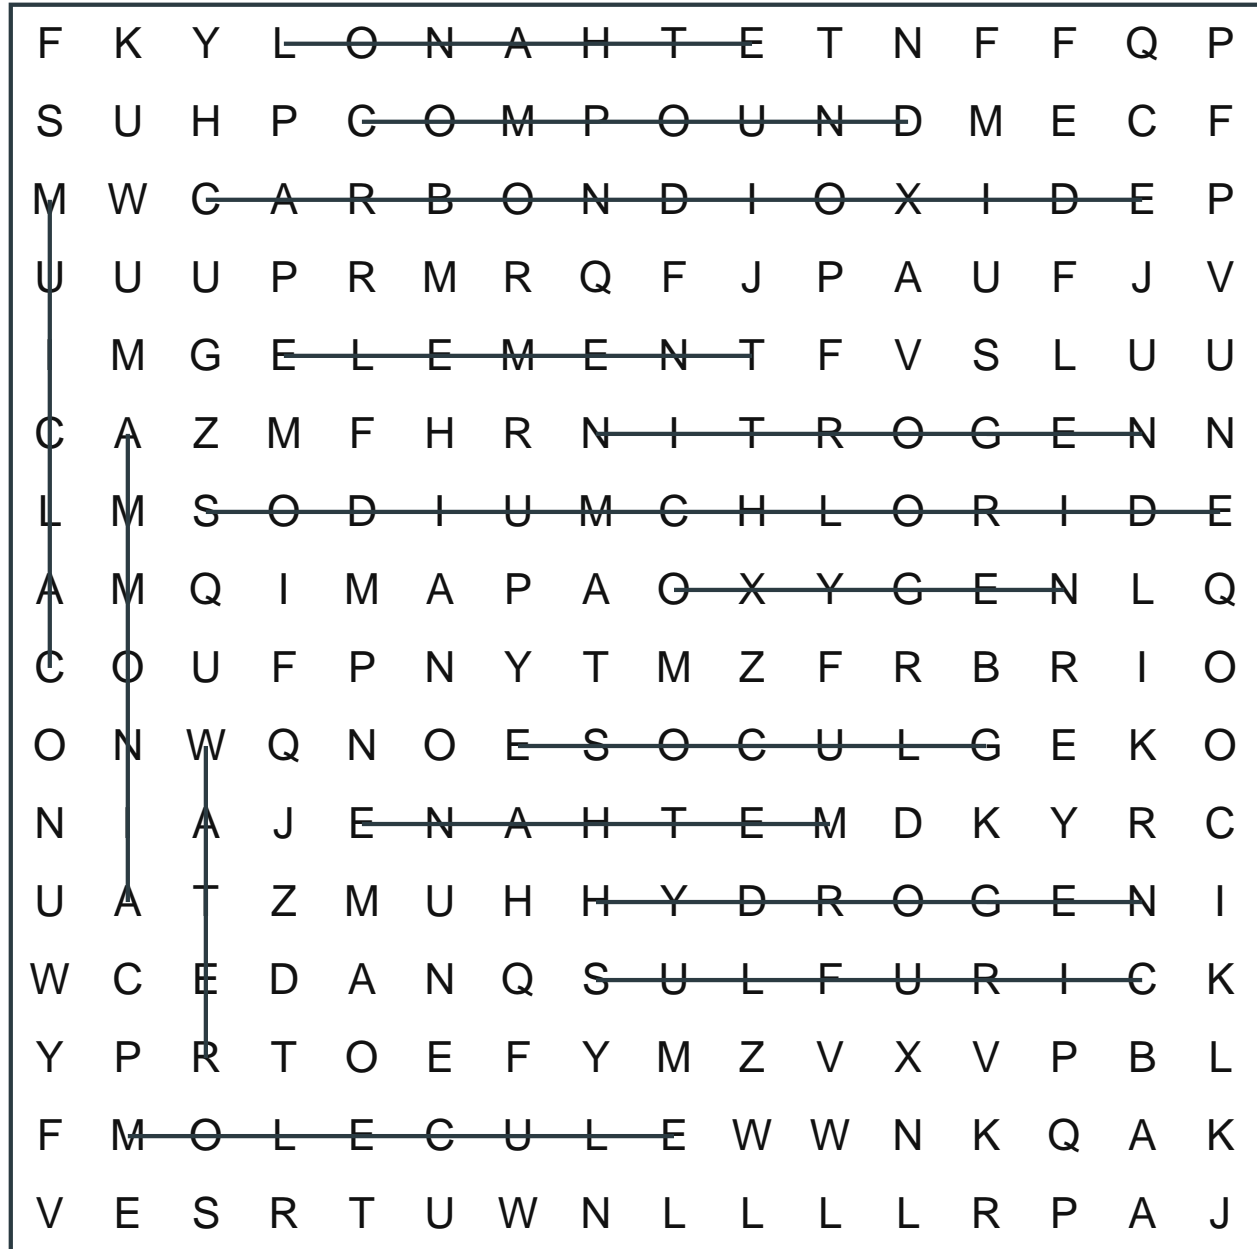 F K Y L O N A H T E T N F F Q P
S U H P C O M P O U N D M E C F
M W C A R B O N D I O X I D E P
U U U P R M R Q F J P A U F J V
I M G E L E M E N T F V S L U U
C A Z M F H R N I T R O G E N N
L M S O D I U M C H L O R I D E
A M Q I M A P A O X Y G E N L Q
C O U F P N Y T M Z F R B R I O
O N W Q N O E S O C U L G E K O
N I A J E N A H T E M D K Y R C
U A T Z M U H H Y D R O G E N I
W C E D A N Q S U L F U R I C K
Y P R T O E F Y M Z V X V P B L
F M O L E C U L E W W N K Q A K
V E S R T U W N L L L L R P A J